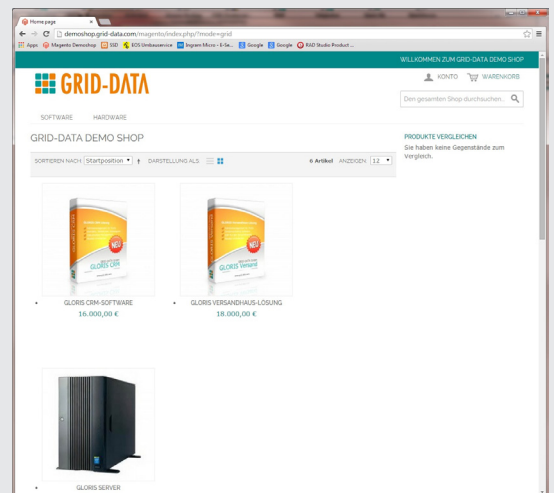 Home page
demoshop.grid-data.com/magento/index.php/?mode=grid
Apps Magento Demoshop SSD EOS Umbauservice Ingram Micro - E-Se... Google Google RAD Studio Product ...
WILLKOMMEN ZUM GRID-DATA DEMO SHOP
KONTO WARENKORB
GRID-DATA
Den gesamten Shop durchsuchen...
SOFTWARE HARDWARE
GRID-DATA DEMO SHOP
PRODUKTE VERGLEICHEN
Sie haben keine Gegenstände zum
Vergleich.
SORTIEREN NACH Startposition DARSTELLUNG ALS 6 Artikel ANZEIGEN 12
NEU
GLORIS CRM
NEU
GLORIS Versand
GLORIS CRM-SOFTWARE
16.000,00 €
GLORIS VERSANDHAUS-LÖSUNG
18.000,00 €
GLORIS SERVER